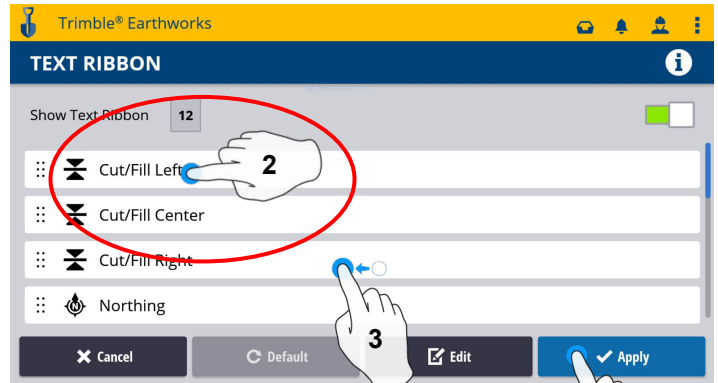 Trimble® Earthworks
TEXT RIBBON
Show Text Ribbon 12
Cut/Fill Left
2
Cut/Fill Center
Cut/Fill Right
Northing
3
Cancel Default Edit Apply